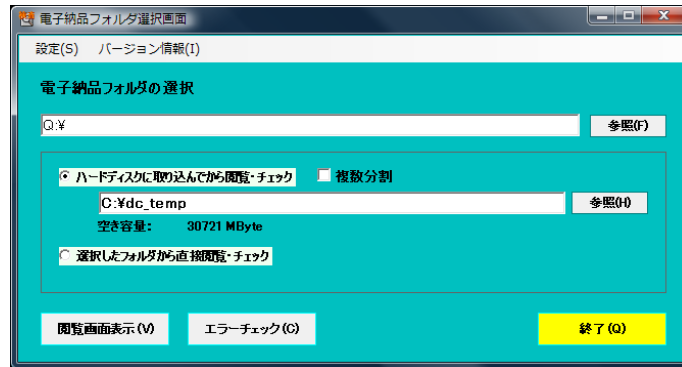 電子納品フォルダ選択画面
設定(S) バージョン情報(I)
電子納品フォルダの選択
Q:¥ 参照(F)
ハードディスクに取り込んでから閲覧・チェック 複数分割
C:¥dc_temp 参照(H)
空き容量: 30721 MByte
選択したフォルダから直接閲覧・チェック
閲覧画面表示(V) エラーチェック(C) 終了(Q)